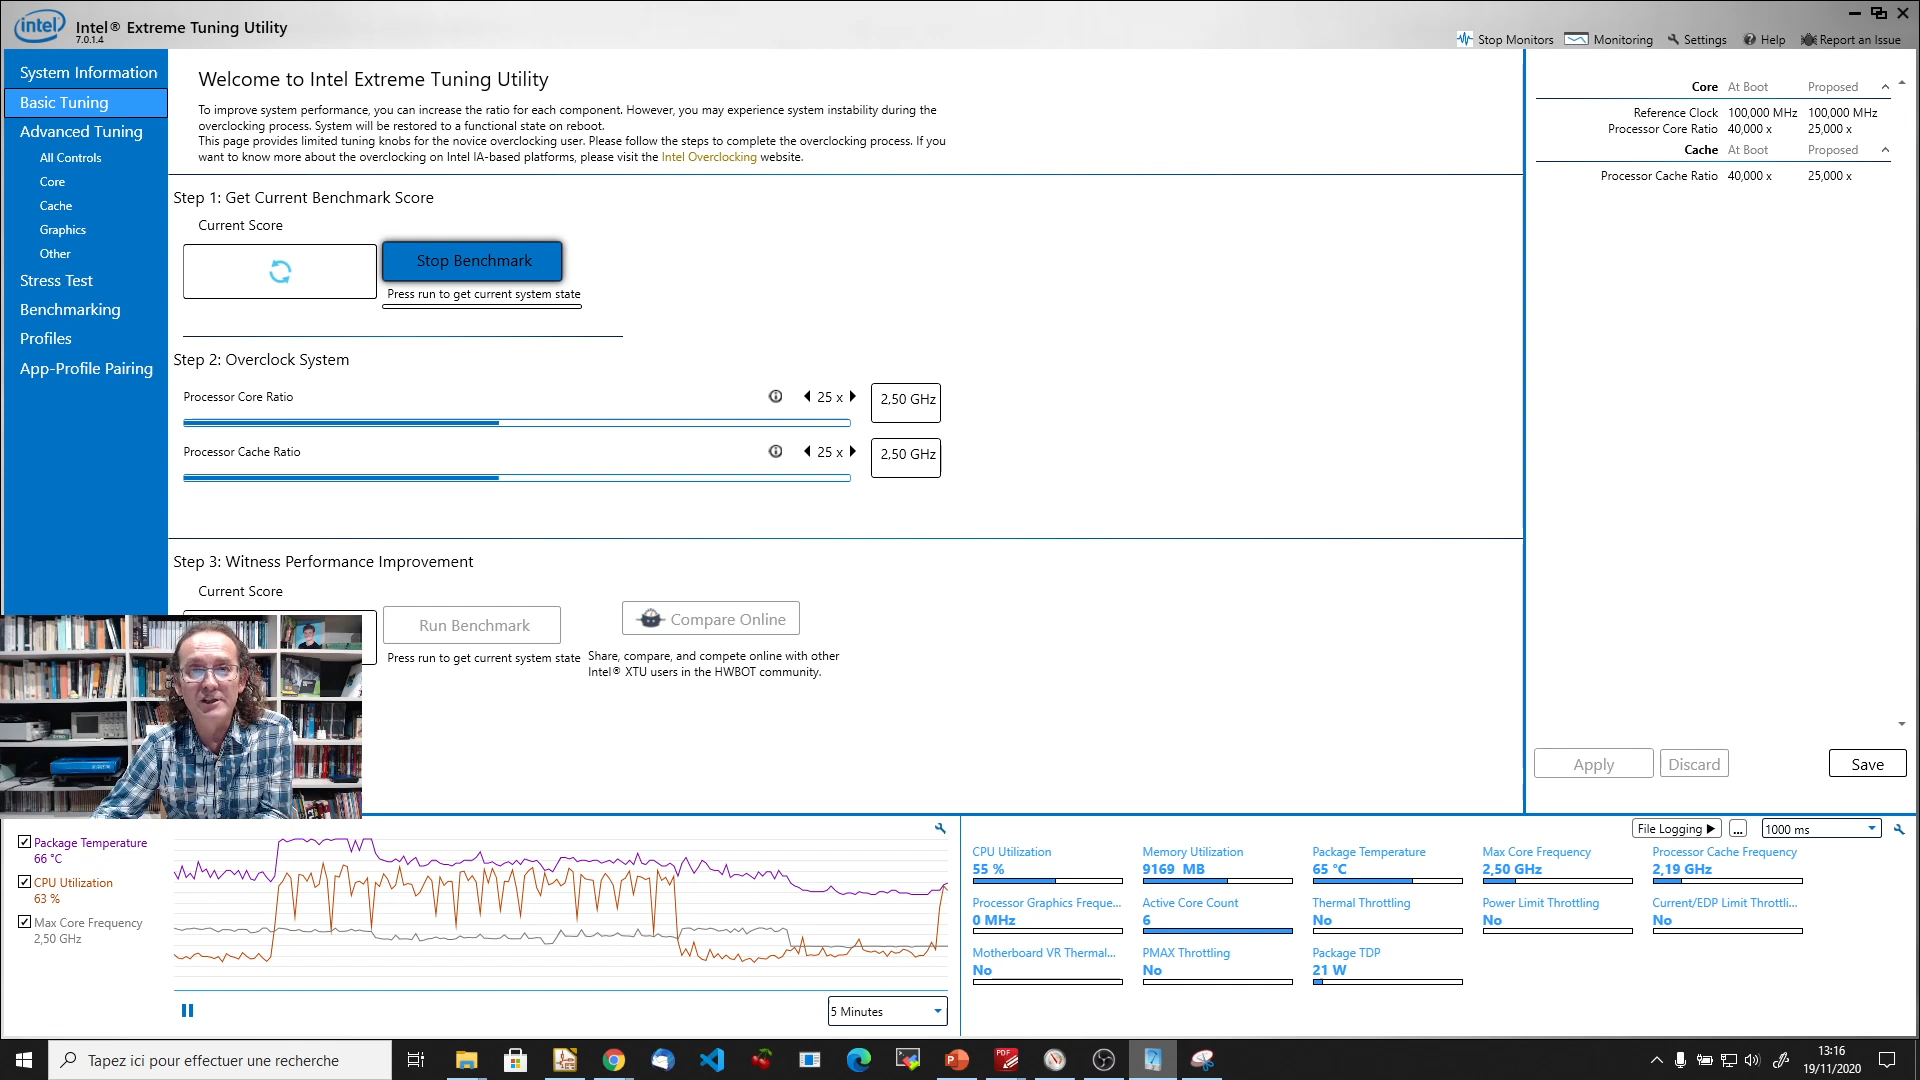 intel
Intel® Extreme Tuning Utility
7.0.1.4
Stop Monitors
Monitoring
Settings
Help
Report an Issue
System Information
Basic Tuning
Advanced Tuning
All Controls
Core
Cache
Graphics
Other
Stress Test
Benchmarking
Profiles
App-Profile Pairing
Welcome to Intel Extreme Tuning Utility
To improve system performance, you can increase the ratio for each component. However, you may experience system instability during the
overclocking process. System will be restored to a functional state on reboot.
This page provides limited tuning knobs for the novice overclocking user. Please follow the steps to complete the overclocking process. If you
want to know more about the overclocking on Intel IA-based platforms, please visit the Intel Overclocking website.
Step 1: Get Current Benchmark Score
Current Score
Stop Benchmark
Press run to get current system state
Step 2: Overclock System
Processor Core Ratio
25 x
2,50 GHz
Processor Cache Ratio
25 x
2,50 GHz
Step 3: Witness Performance Improvement
Current Score
Run Benchmark
Press run to get current system state
Compare Online
Share, compare, and compete online with other
Intel® XTU users in the HWBOT community.
Core At Boot Proposed
Reference Clock 100,000 MHz 100,000 MHz
Processor Core Ratio 40,000 x 25,000 x
Cache At Boot Proposed
Processor Cache Ratio 40,000 x 25,000 x
Apply
Discard
Save
Package Temperature
66 °C
CPU Utilization
63 %
Max Core Frequency
2,50 GHz
5 Minutes
File Logging
...
1000 ms
CPU Utilization
55 %
Memory Utilization
9169 MB
Package Temperature
65 °C
Max Core Frequency
2,50 GHz
Processor Cache Frequency
2,19 GHz
Processor Graphics Freque...
0 MHz
Active Core Count
6
Thermal Throttling
No
Power Limit Throttling
No
Current/EDP Limit Throttli...
No
Motherboard VR Thermal...
No
PMAX Throttling
No
Package TDP
21 W
Tapez ici pour effectuer une recherche
13:16
19/11/2020